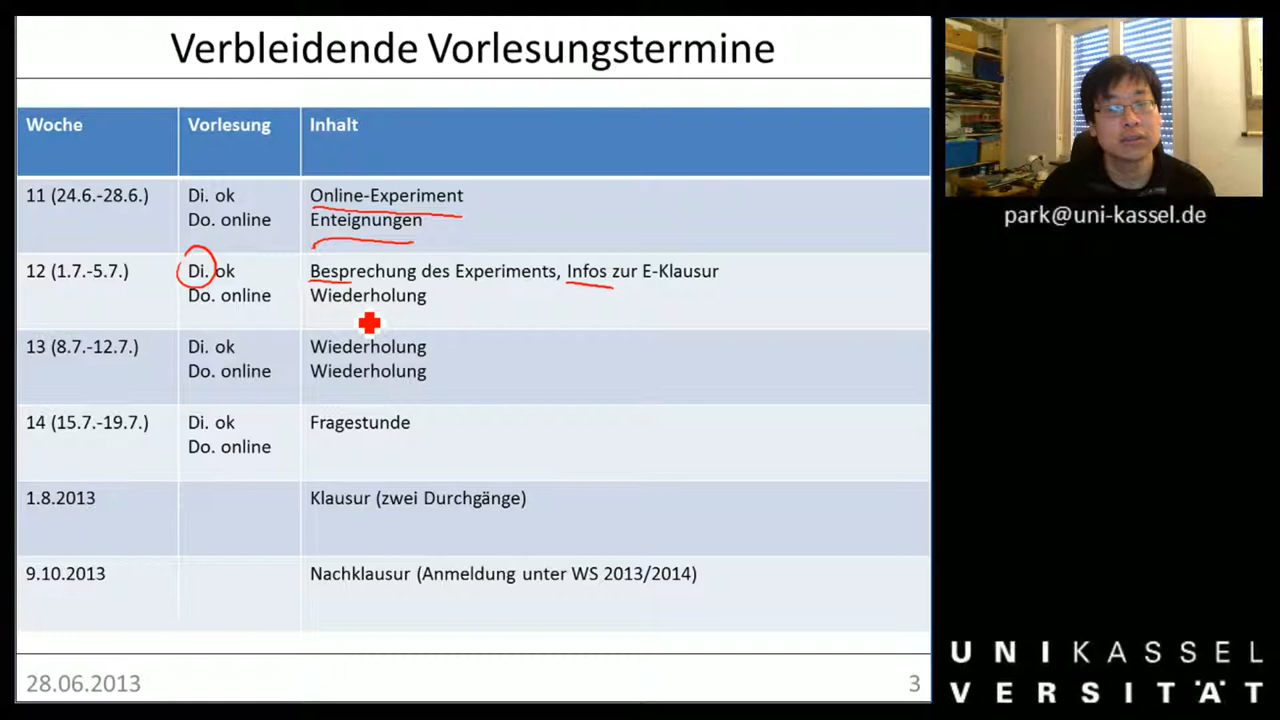 Verbleidende Vorlesungstermine
Woche Vorlesung Inhalt
11 (24.6.-28.6.) Di. ok Online-Experiment
Do. online Enteignungen
12 (1.7.-5.7.) Di. ok Besprechung des Experiments, Infos zur E-Klausur
Do. online Wiederholung
13 (8.7.-12.7.) Di. ok Wiederholung
Do. online Wiederholung
14 (15.7.-19.7.) Di. ok Fragestunde
Do. online
1.8.2013 Klausur (zwei Durchgänge)
9.10.2013 Nachklausur (Anmeldung unter WS 2013/2014)
28.06.2013 3
park@uni-kassel.de
UNIKASSEL
VERSITÄT